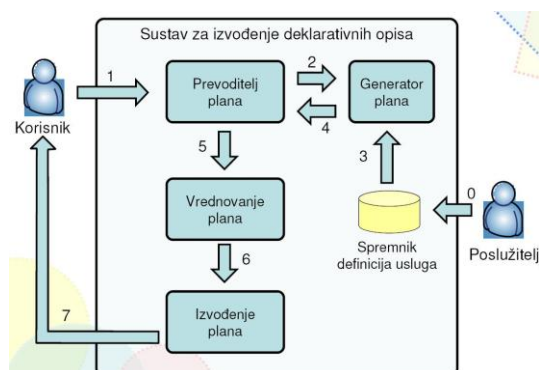 Sustav za izvođenje deklarativnih opisa
1
2
Prevoditelj
plana
Generator
plana
Korisnik
4
5
3
0
Vrednovanje
plana
Spremnik
definicija usluga
Poslužitelj
6
7
Izvođenje
plana